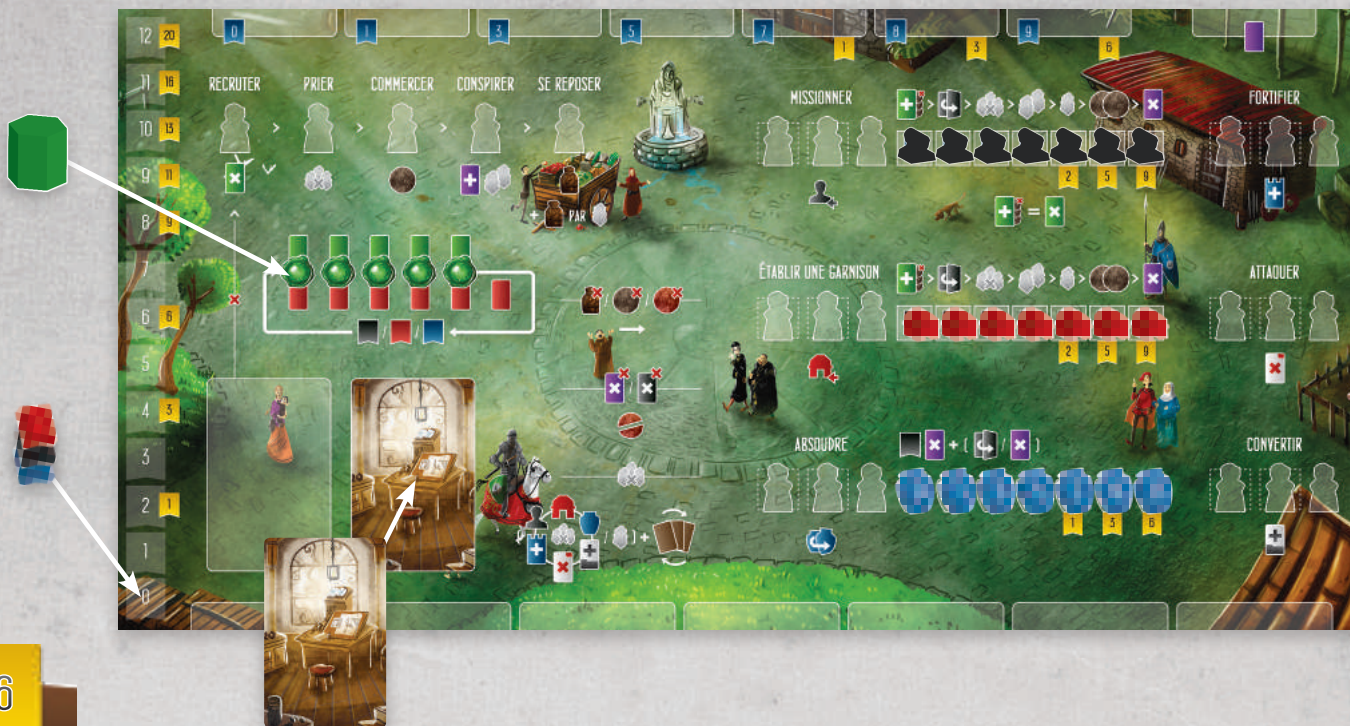 12 20
0 1 3 5 7 8 9
1 3 6
11 16
RECRUTER PRIER COMMERCER CONSPIRER SE REPOSER
MISSIONNER
FORTIFIER
10 13
9 11
2 5 9
8 9
+ PAR
=
7
ÉTABLIR UNE GARNISON
ATTAQUER
6 6
5
2 5 9
4 3
3
ABSOUDRE
+ ( / )
CONVERTIR
2 1
1 3 6
1
/ ) +
0
6